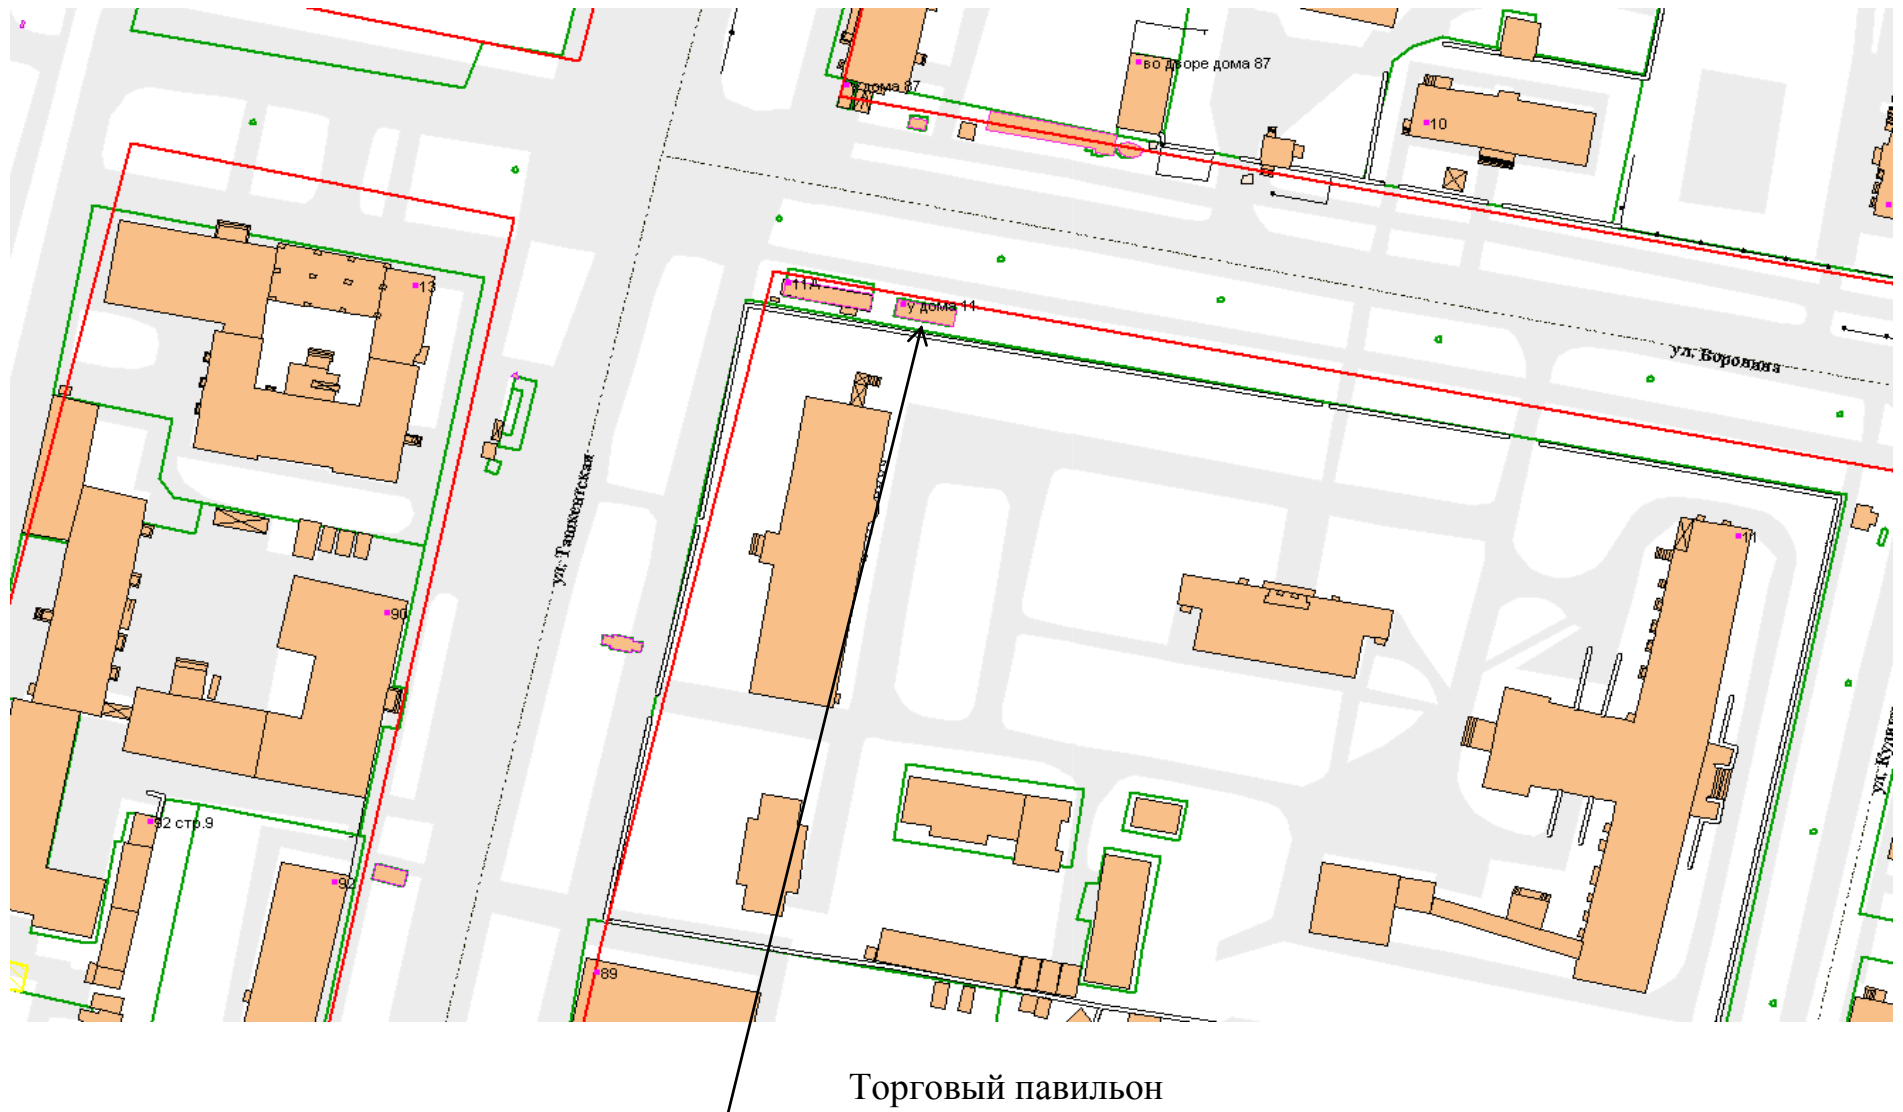 во дворе дома 87
дома 87
10
13
11А
у дома 11
ул. Воронина
ул. Ташкентская
11
90
92 стр.9
92
89
Торговый павильон